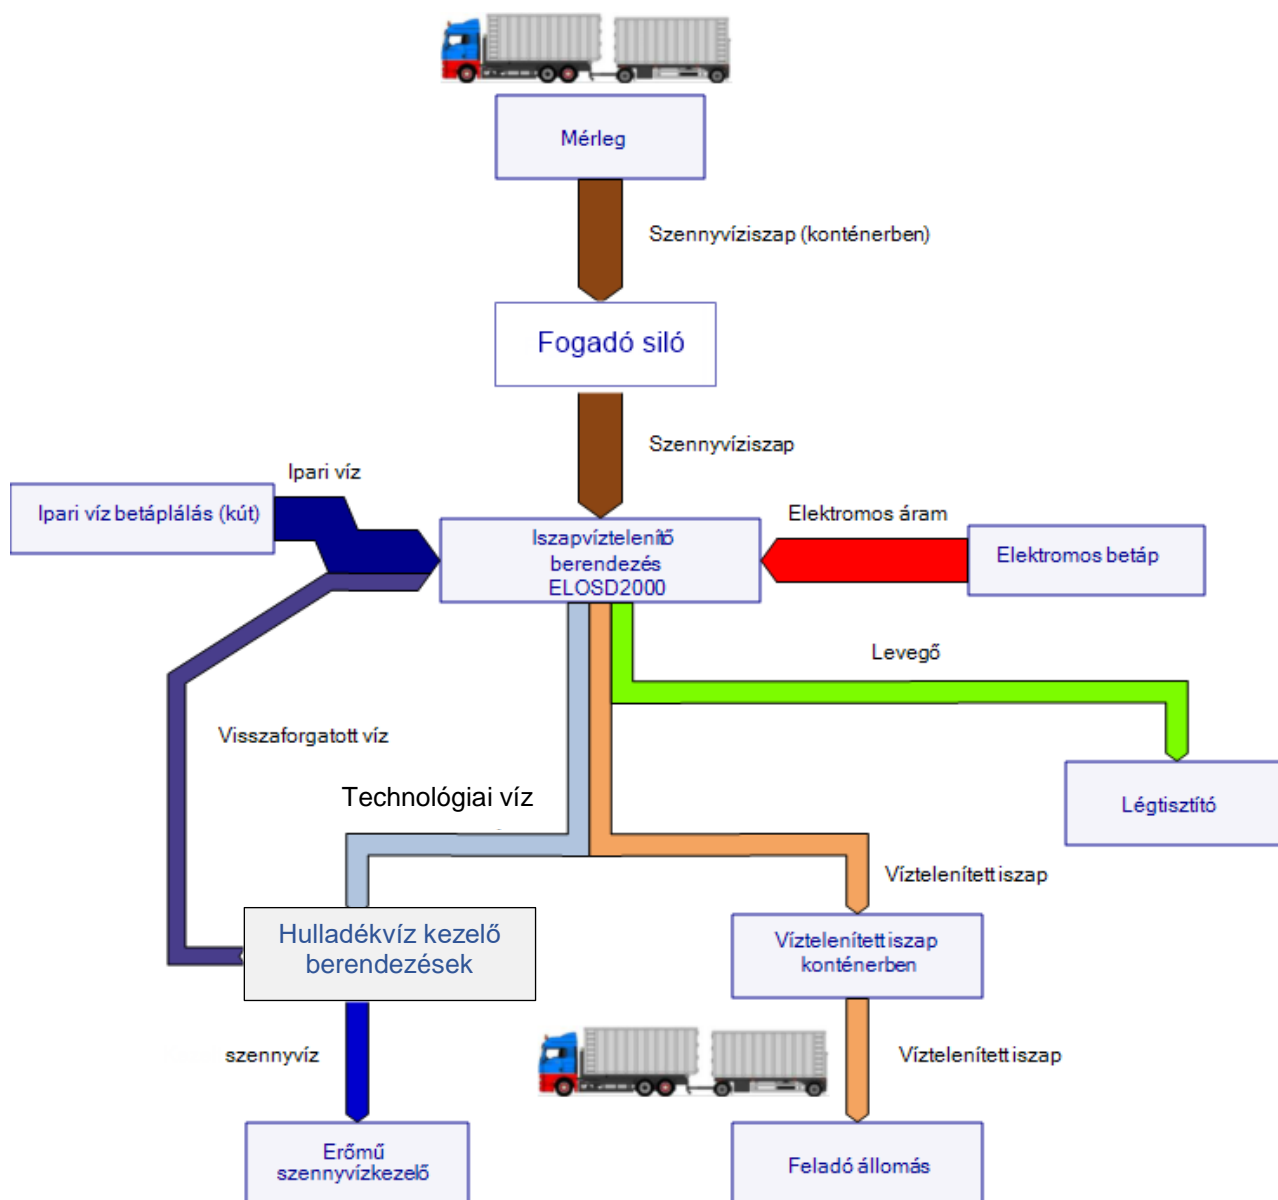 Mérleg
Szennyvíziszap (konténerben)
Fogadó siló
Szennyvíziszap
Ipari víz
Ipari víz betáplálás (kút)
Elektromos áram
Iszapvíztelenítő
berendezés
ELOSD2000
Elektromos betáp
Levegő
Visszaforgatott víz
Technológiai víz
Légtisztító
Víztelenített iszap
Hulladékvíz kezelő
berendezések
Víztelenített iszap
konténerben
szennyvíz
Víztelenített iszap
Erőmű
szennyvízkezelő
Feladó állomás